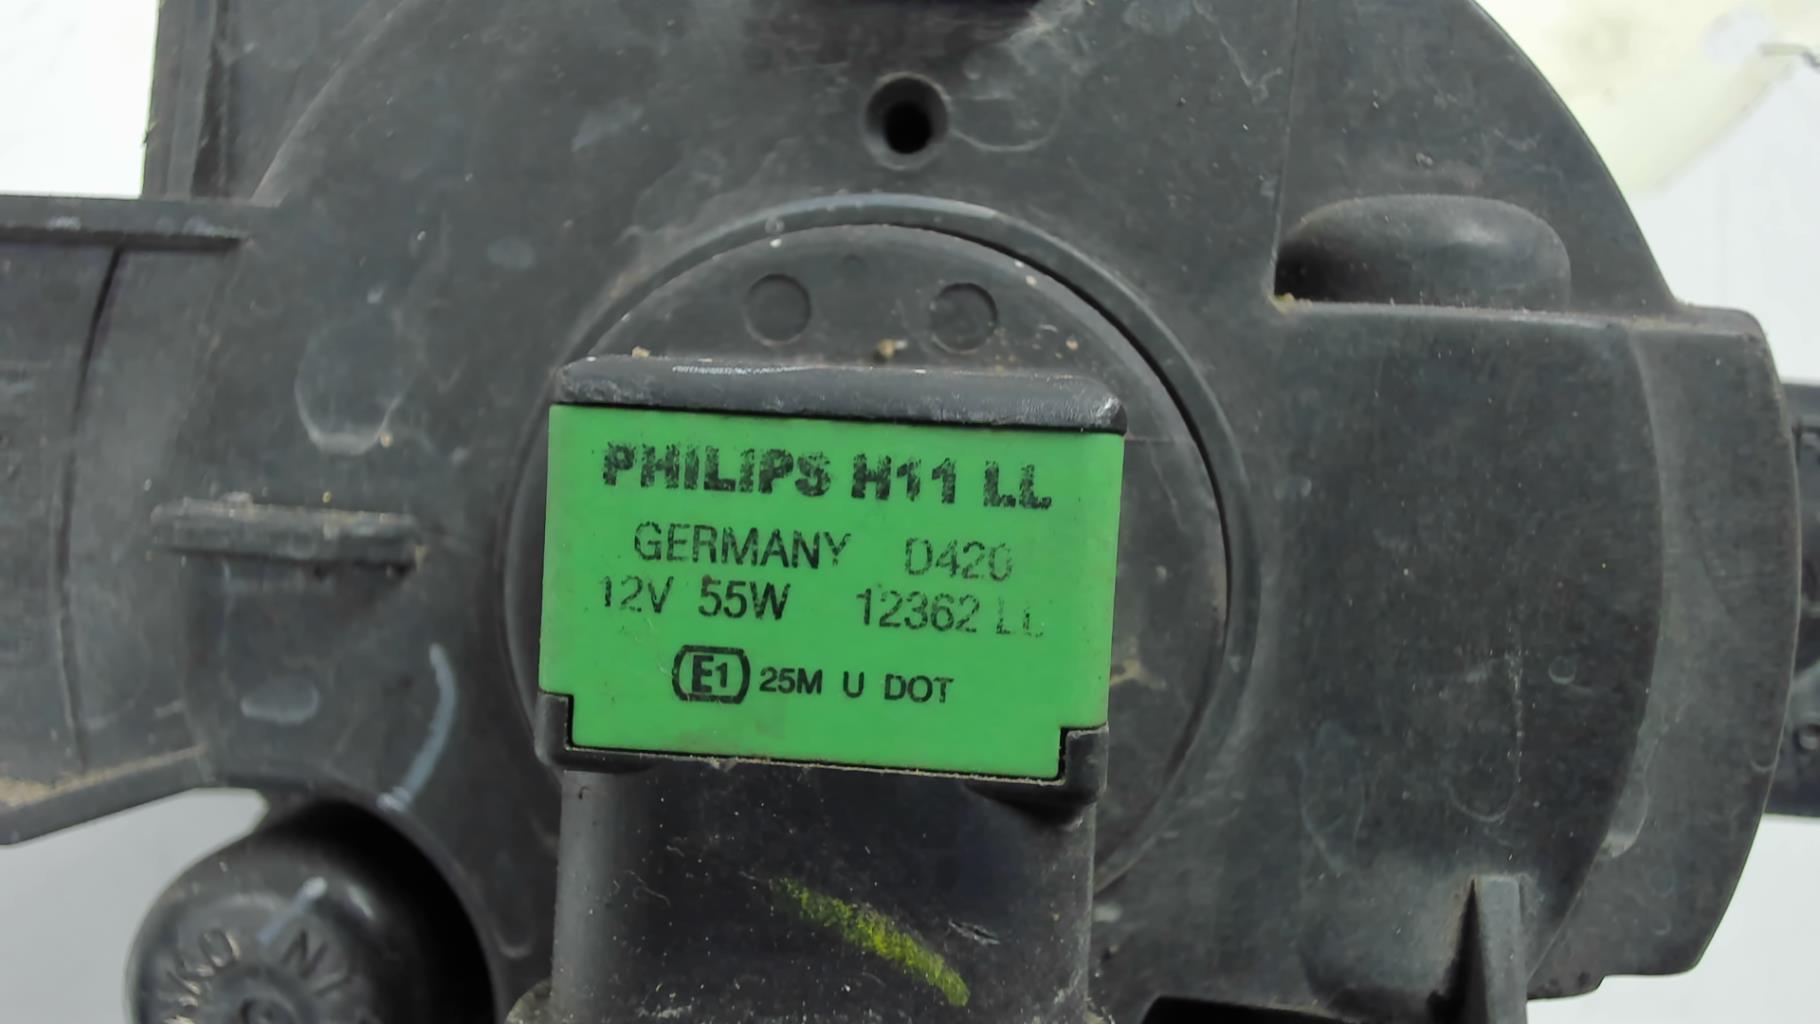 PHILIPS H11 LL
GERMANY D420
12V 55W 12362 LL
E1 25M U DOT